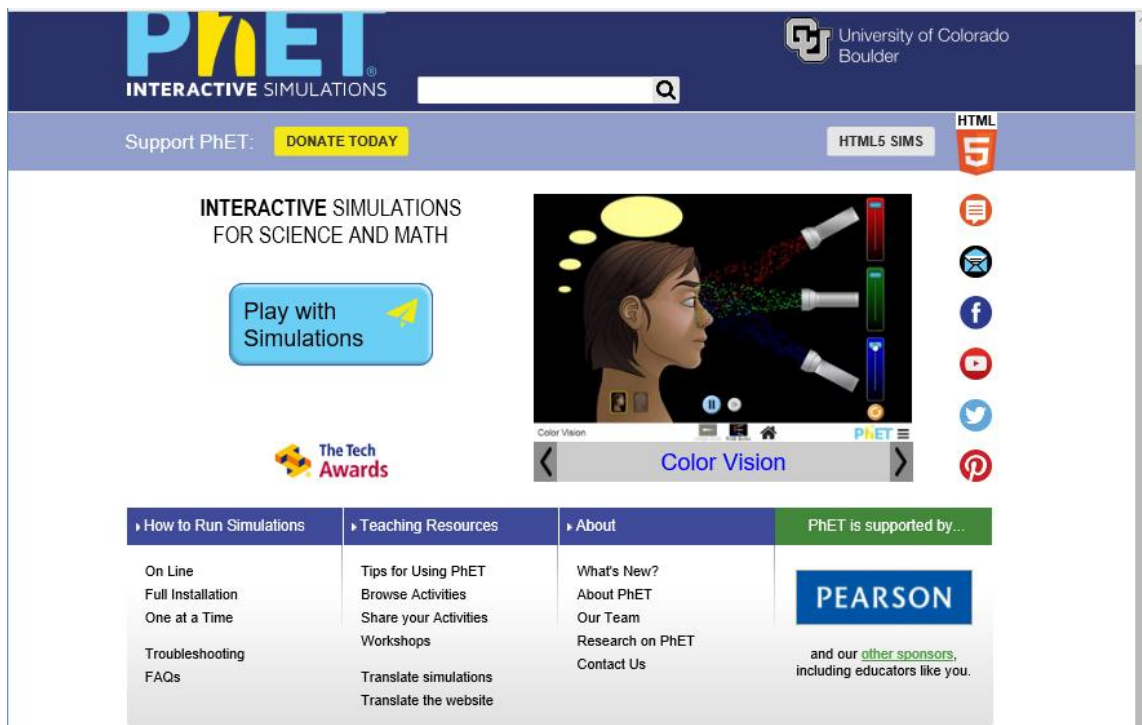 PhET®
INTERACTIVE SIMULATIONS
CU
University of Colorado
Boulder
Support PhET:
DONATE TODAY
HTML5 SIMS
HTML
5
INTERACTIVE SIMULATIONS
FOR SCIENCE AND MATH
Play with
Simulations
The Tech
Awards
Color Vision
PhET
Color Vision
How to Run Simulations
On Line
Full Installation
One at a Time
Troubleshooting
FAQs
Teaching Resources
Tips for Using PhET
Browse Activities
Share your Activities
Workshops
Translate simulations
Translate the website
About
What's New?
About PhET
Our Team
Research on PhET
Contact Us
PhET is supported by...
PEARSON
and our other sponsors,
including educators like you.